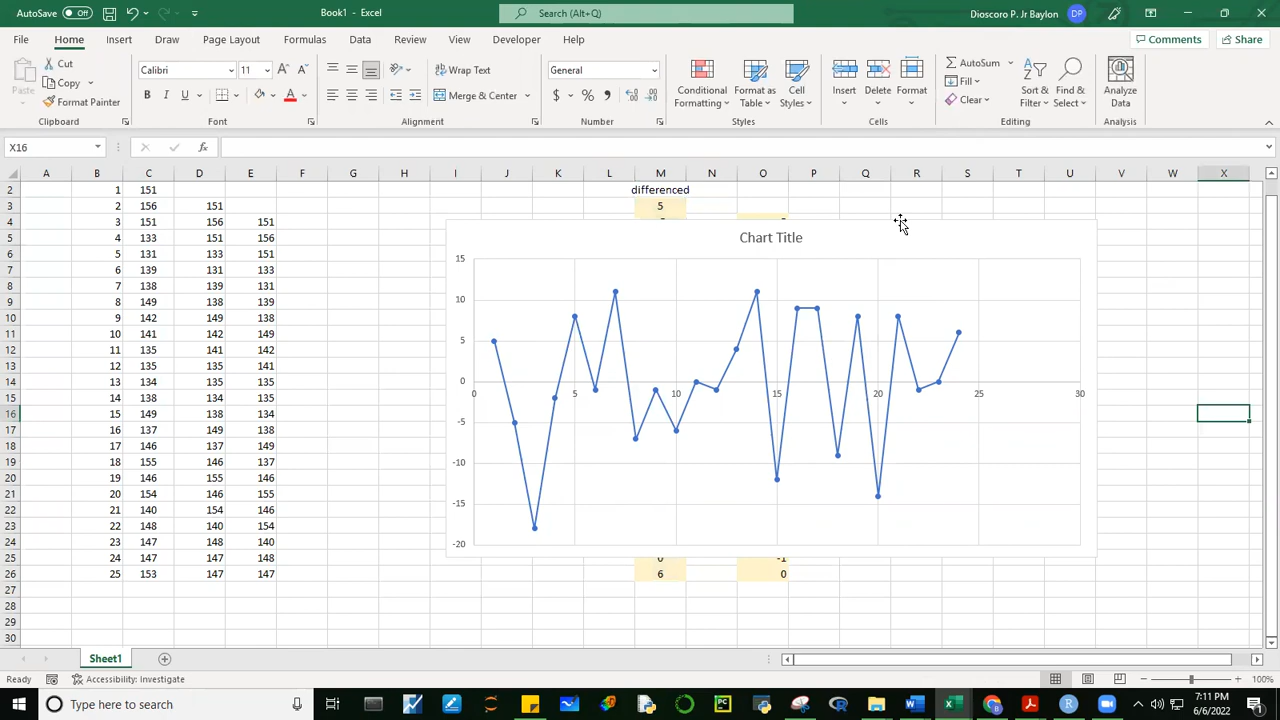 AutoSave Off Book1 - Excel Search (Alt+Q) Dioscoro P. Jr Baylon DP
File Home Insert Draw Page Layout Formulas Data Review View Developer Help Comments Share
Paste Cut Copy Format Painter Clipboard
Calibri 11 A A B I U A Font
Wrap Text Merge & Center Alignment
General $ % , Number
Conditional Formatting Format as Table Cell Styles Styles
Insert Delete Format Cells
AutoSum Fill Clear Sort & Filter Find & Select Editing
Analyze Data Analysis
X16 fx
A B C D E F G H I J K L M N O P Q R S T U V W X
2 1 151 differenced
3 2 156 151 5
4 3 151 156 151
5 4 133 151 156
6 5 131 133 151
7 6 139 131 133
8 7 138 139 131
9 8 149 138 139
10 9 142 149 138
11 10 141 142 149
12 11 135 141 142
13 12 135 135 141
14 13 134 135 135
15 14 138 134 135
16 15 149 138 134
17 16 137 149 138
18 17 146 137 149
19 18 155 146 137
20 19 146 155 146
21 20 154 146 155
22 21 140 154 146
23 22 148 140 154
24 23 147 148 140
25 24 147 147 148 0 -1
26 25 153 147 147 6 0
27
28
29
30
Chart Title
15
10
5
0
-5
-10
-15
-20
0 5 10 15 20 25 30
Sheet1
Ready Accessibility: Investigate 100%
Type here to search
7:11 PM
6/6/2022